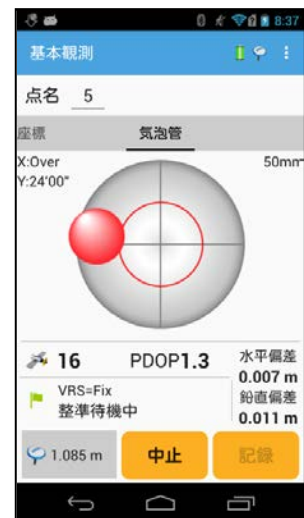 8:37
基本観測
点名 5
座標 気泡管
X:Over 50mm
Y:24'00"
16 PDOP1.3 水平偏差
0.007 m
VRS=Fix 鉛直偏差
整準待機中 0.011 m
1.085 m 中止 記録